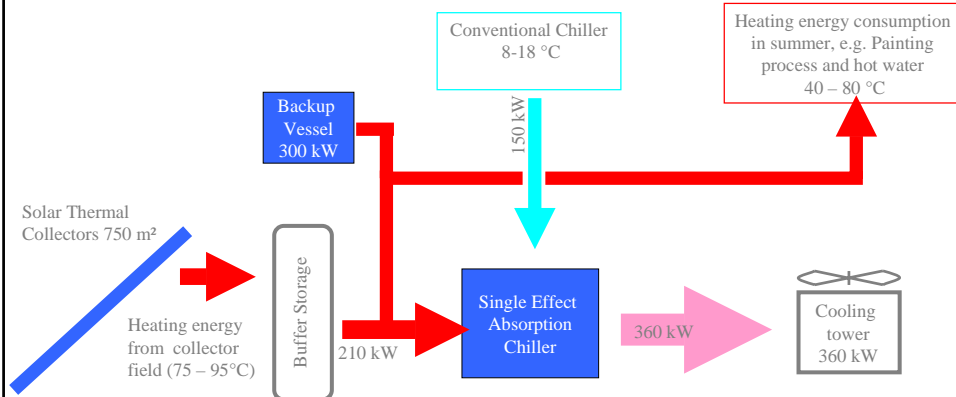 Conventional Chiller
8-18 °C
Heating energy consumption
in summer, e.g. Painting
process and hot water
40 – 80 °C
Backup
Vessel
300 kW
150 kW
Solar Thermal
Collectors 750 m²
Heating energy
from collector
field (75 – 95°C)
Buffer Storage
210 kW
Single Effect
Absorption
Chiller
360 kW
Cooling
tower
360 kW